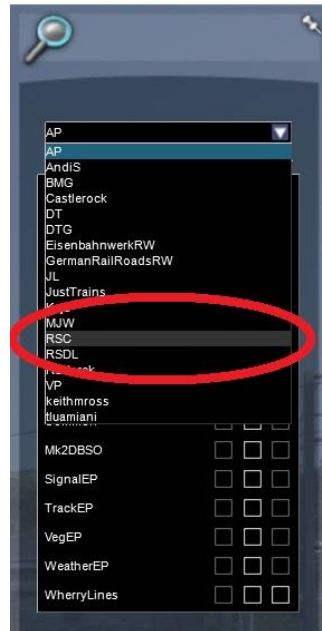 AP
AP
AndiS
BMG
Castlerock
DT
DTG
EisenbahnwerkRW
GermanRailRoadsRW
JL
JustTrains
MJW
RSC
RSDL
VP
keithmross
tluamiani
Mk2DBSO
SignalEP
TrackEP
VegEP
WeatherEP
WherryLines